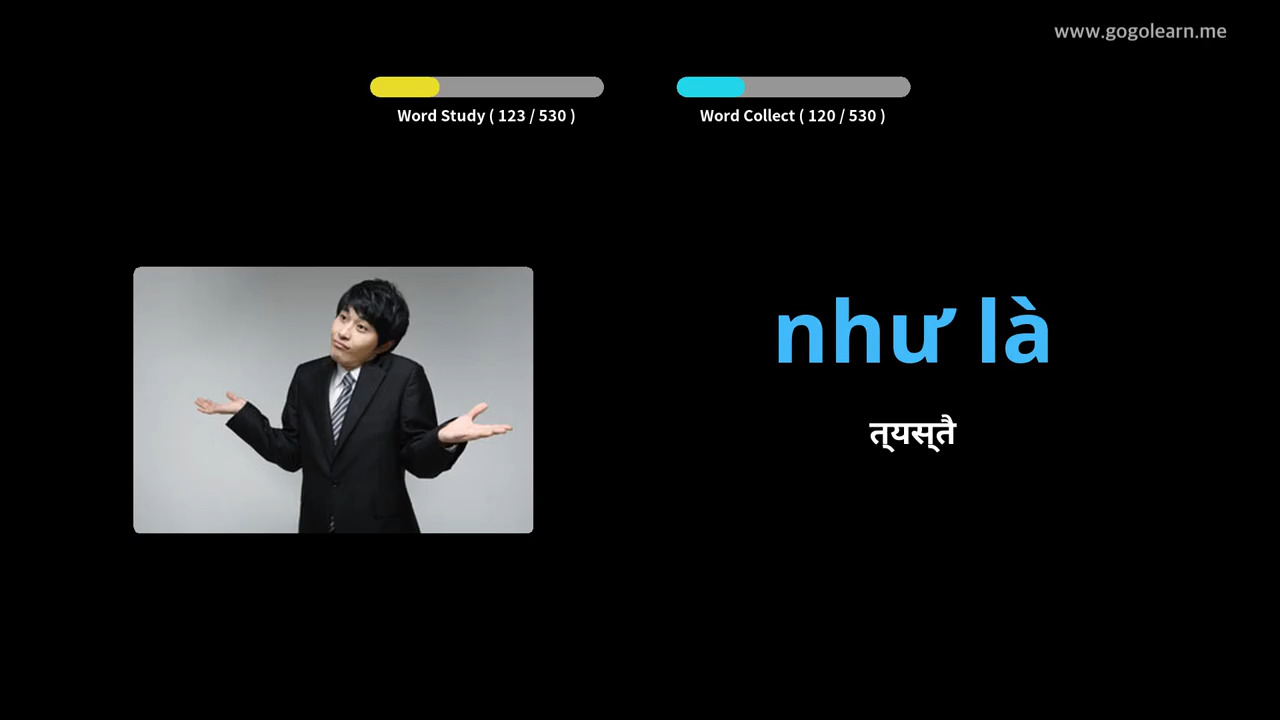 www.gogolearn.me
Word Study ( 123 / 530 )
Word Collect ( 120 / 530 )
như là
त्यस्तै